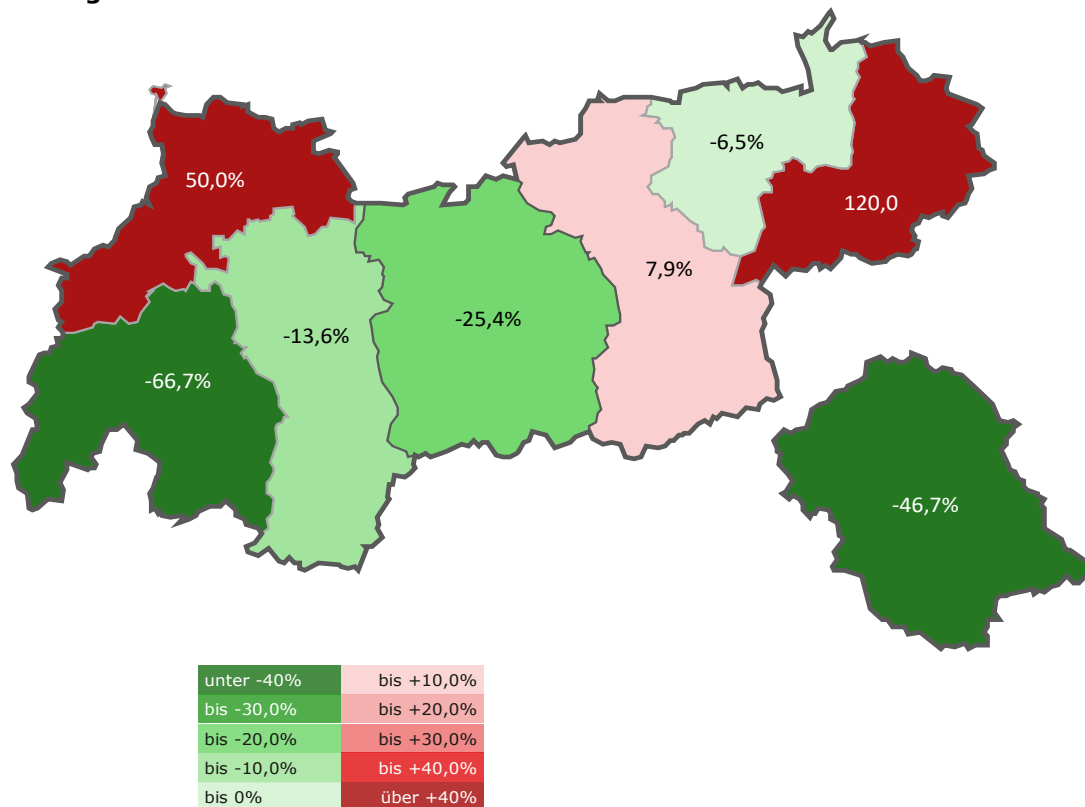 -6,5%
50,0%
120,0
7,9%
-25,4%
-13,6%
-66,7%
-46,7%
unter -40% bis +10,0%
bis -30,0% bis +20,0%
bis -20,0% bis +30,0%
bis -10,0% bis +40,0%
bis 0% über +40%